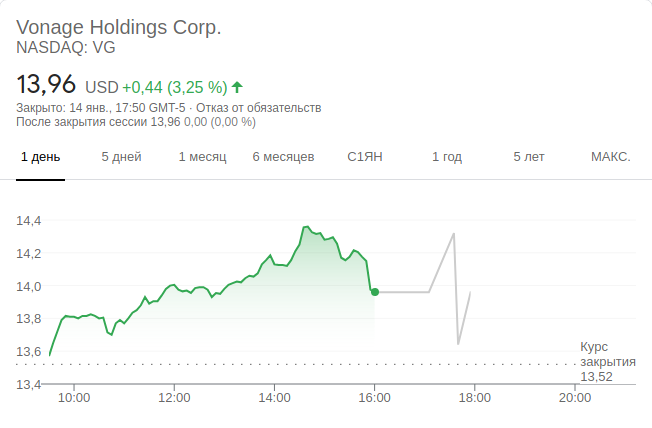 Vonage Holdings Corp.
NASDAQ: VG
13,96 USD +0,44 (3,25 %)
Закрыто: 14 янв., 17:50 GMT-5 · Отказ от обязательств
После закрытия сессии 13,96 0,00 (0,00 %)
1 день 5 дней 1 месяц 6 месяцев С1ЯН 1 год 5 лет МАКС.
14,4
14,2
14,0
13,8
13,6
13,4
Курс
закрытия
13,52
10:00 12:00 14:00 16:00 18:00 20:00